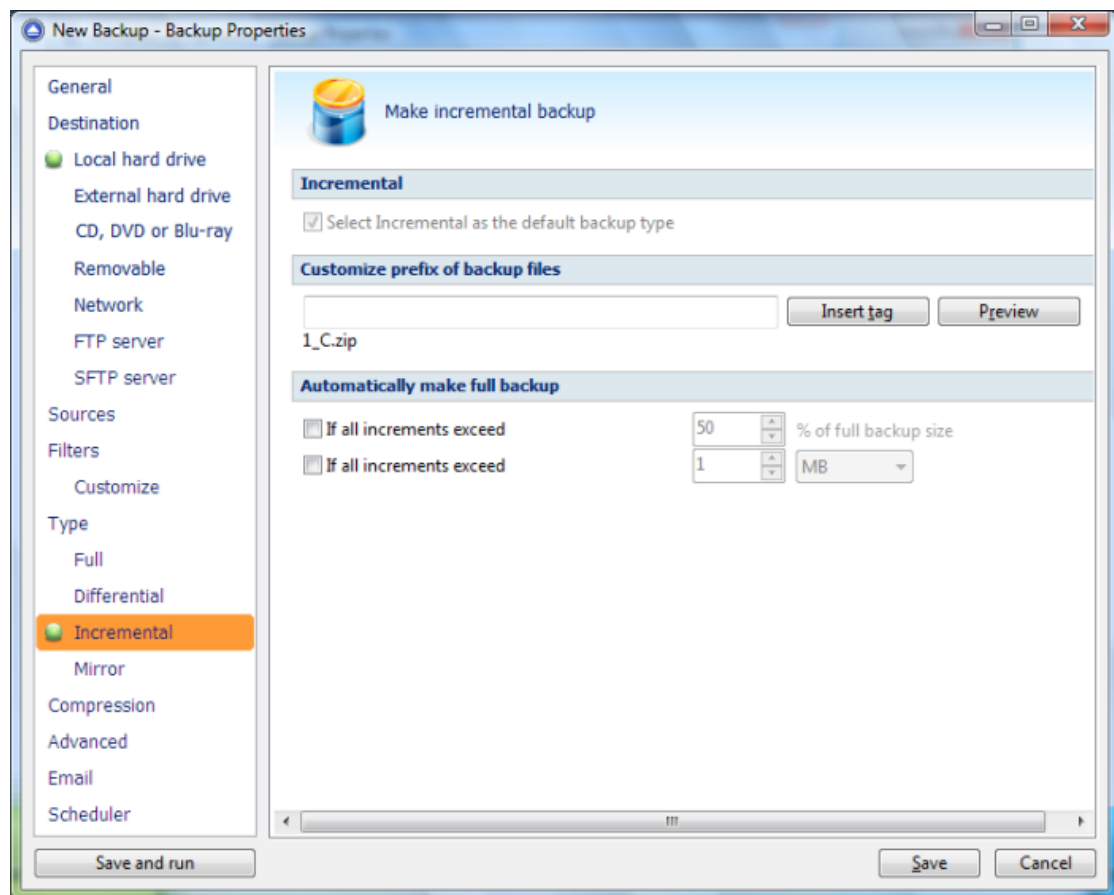 New Backup - Backup Properties
General
Destination
Local hard drive
External hard drive
CD, DVD or Blu-ray
Removable
Network
FTP server
SFTP server
Sources
Filters
Customize
Type
Full
Differential
Incremental
Mirror
Compression
Advanced
Email
Scheduler
Make incremental backup
Incremental
Select Incremental as the default backup type
Customize prefix of backup files
Insert tag Preview
1_C.zip
Automatically make full backup
If all increments exceed 50 % of full backup size
If all increments exceed 1 MB
Save and run Save Cancel